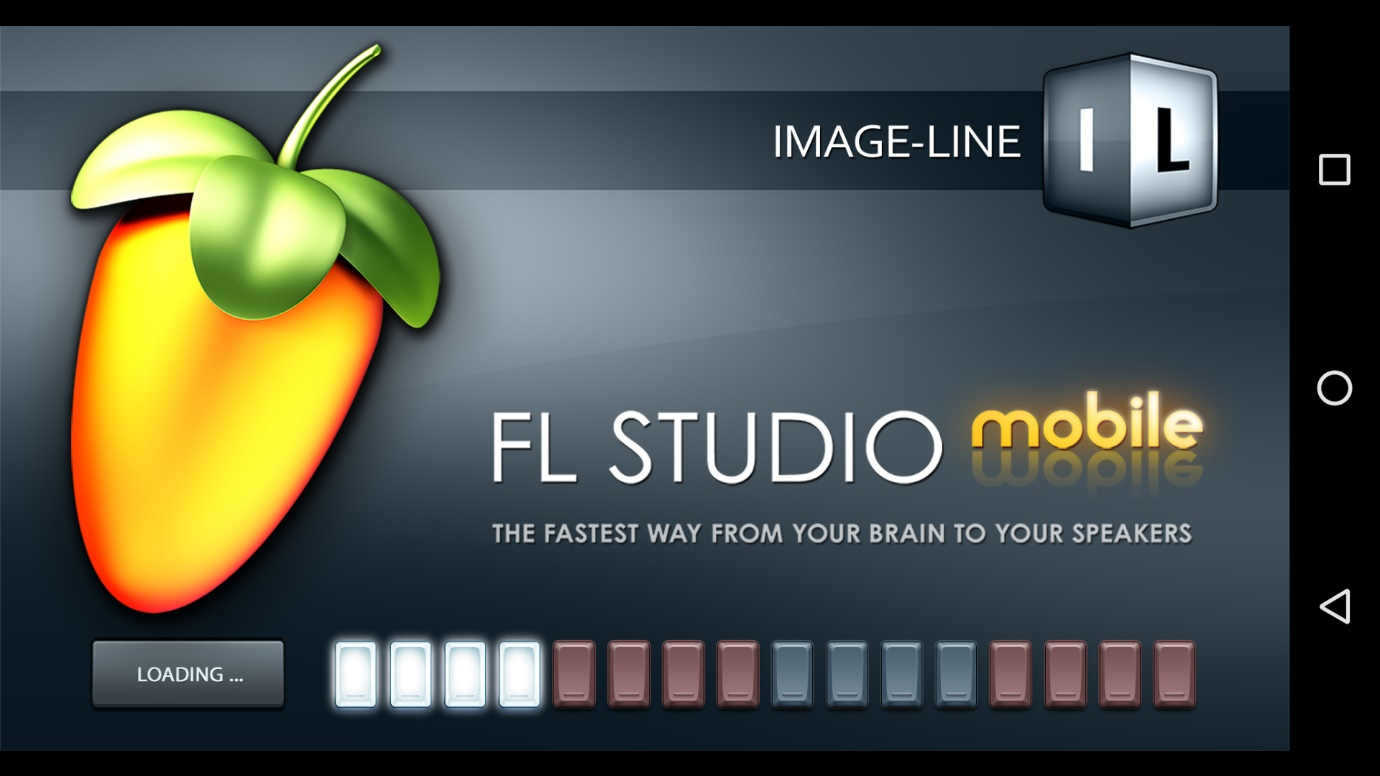 IMAGE-LINE
I L
FL STUDIO mobile
THE FASTEST WAY FROM YOUR BRAIN TO YOUR SPEAKERS
LOADING ...